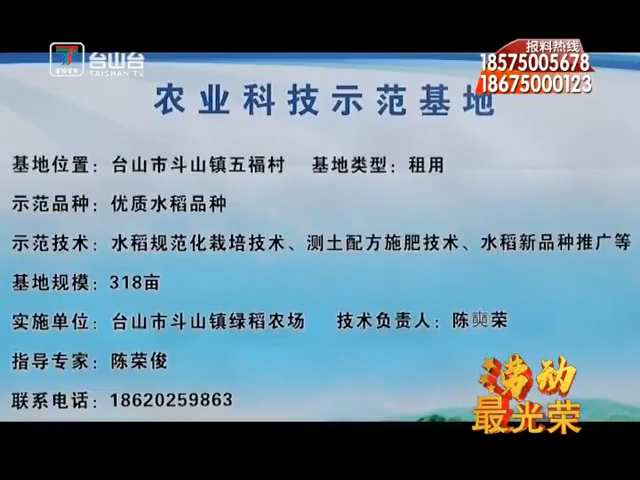 台山台
TAISHAN TV
报料热线
18575005678
18675000123
农业科技示范基地
基地位置：台山市斗山镇五福村 基地类型：租用
示范品种：优质水稻品种
示范技术：水稻规范化栽培技术、测土配方施肥技术、水稻新品种推广等
基地规模：318亩
实施单位：台山市斗山镇绿稻农场 技术负责人：陈奭荣
指导专家：陈荣俊
联系电话：18620259863
劳动
最光荣